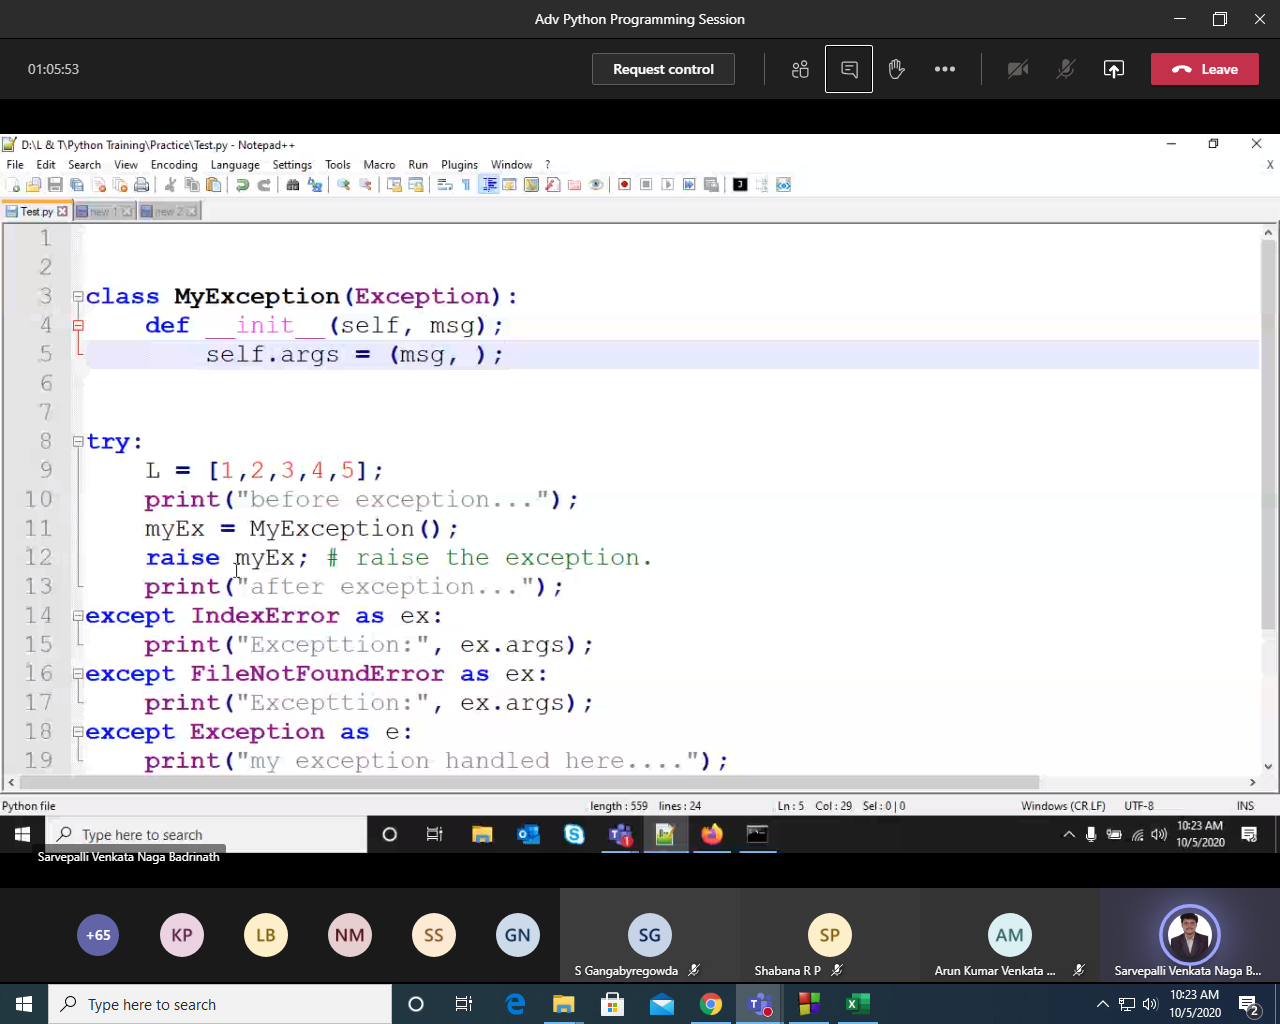 Adv Python Programming Session
01:05:53
Request control
Leave
D:\L & T\Python Training\Practice\Test.py - Notepad++
File Edit Search View Encoding Language Settings Tools Macro Run Plugins Window ? X
Test.py new 1 new 2
1
2
3 class MyException(Exception):
4 def __init__(self, msg);
5 self.args = (msg, );
6
7
8 try:
9 L = [1,2,3,4,5];
10 print("before exception...");
11 myEx = MyException();
12 raise myEx; # raise the exception.
13 print("after exception...");
14 except IndexError as ex:
15 print("Excepttion:", ex.args);
16 except FileNotFoundError as ex:
17 print("Excepttion:", ex.args);
18 except Exception as e:
19 print("my exception handled here....");
Python file length : 559 lines : 24 Ln : 5 Col : 29 Sel : 0 | 0 Windows (CR LF) UTF-8 INS
Type here to search 10:23 AM
10/5/2020
Sarvepalli Venkata Naga Badrinath
+65 KP LB NM SS GN SG SP AM
S Gangabyregowda Shabana R P Arun Kumar Venkata ... Sarvepalli Venkata Naga B...
Type here to search 10:23 AM
10/5/2020 2